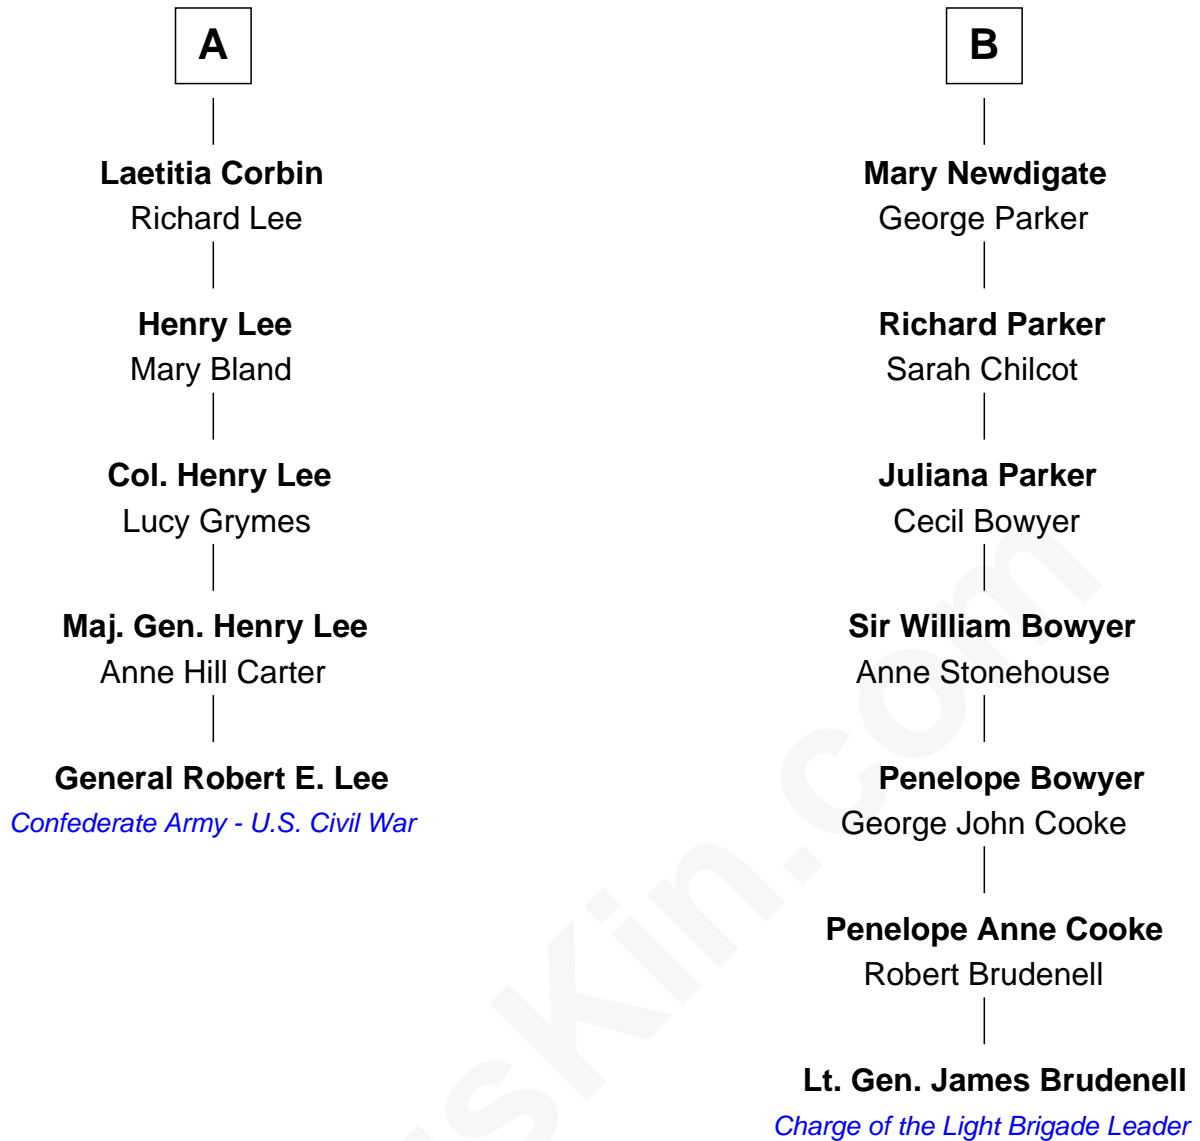 A
Laetitia Corbin
Richard Lee
Henry Lee
Mary Bland
Col. Henry Lee
Lucy Grymes
Maj. Gen. Henry Lee
Anne Hill Carter
General Robert E. Lee
Confederate Army - U.S. Civil War
B
Mary Newdigate
George Parker
Richard Parker
Sarah Chilcot
Juliana Parker
Cecil Bowyer
Sir William Bowyer
Anne Stonehouse
Penelope Bowyer
George John Cooke
Penelope Anne Cooke
Robert Brudenell
Lt. Gen. James Brudenell
Charge of the Light Brigade Leader